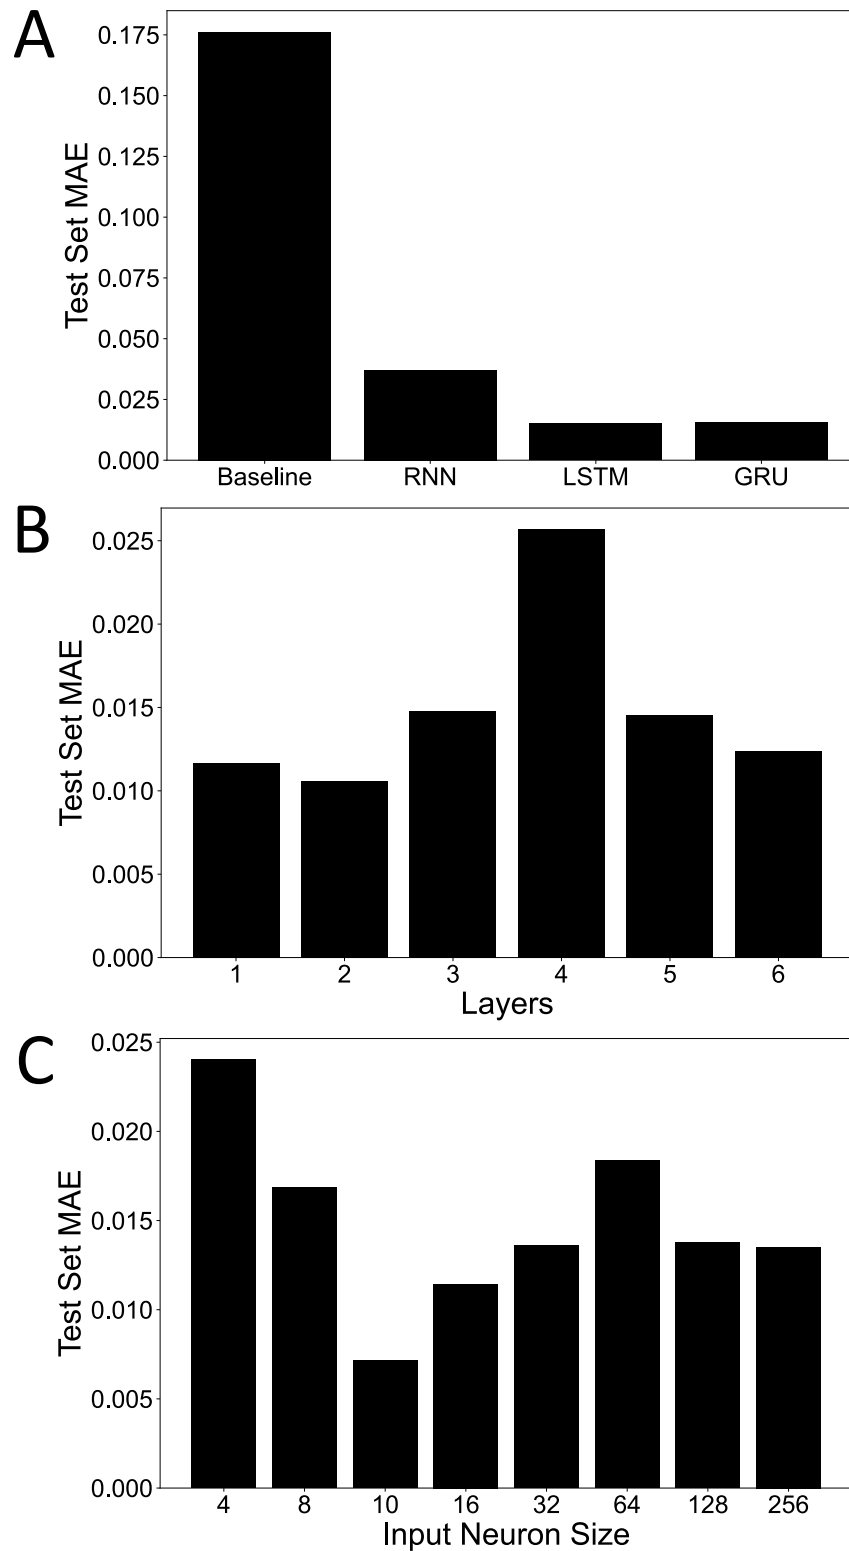 A
Test Set MAE
0.175
0.150
0.125
0.100
0.075
0.050
0.025
0.000
Baseline RNN LSTM GRU
B
Test Set MAE
0.025
0.020
0.015
0.010
0.005
0.000
1 2 3 4 5 6
Layers
C
Test Set MAE
0.025
0.020
0.015
0.010
0.005
0.000
4 8 10 16 32 64 128 256
Input Neuron Size